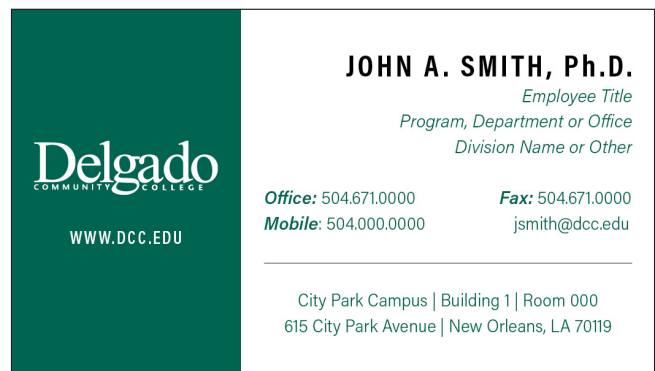 Delgado
COMMUNITY COLLEGE
WWW.DCC.EDU
JOHN A. SMITH, Ph.D.
Employee Title
Program, Department or Office
Division Name or Other
Office: 504.671.0000 Fax: 504.671.0000
Mobile: 504.000.0000 jsmith@dcc.edu
City Park Campus | Building 1 | Room 000
615 City Park Avenue | New Orleans, LA 70119